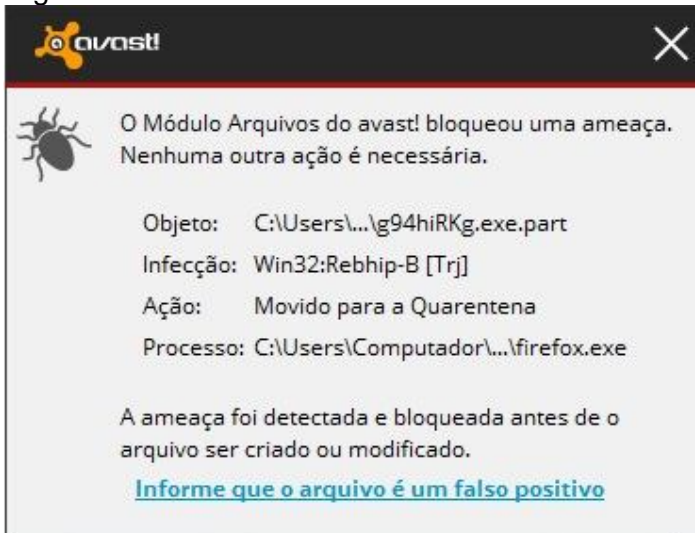 avast!
O Módulo Arquivos do avast! bloqueou uma ameaça.
Nenhuma outra ação é necessária.
Objeto: C:\Users\...\g94hiRKg.exe.part
Infecção: Win32:Rebhip-B [Trj]
Ação: Movido para a Quarentena
Processo: C:\Users\Computador\...\firefox.exe
A ameaça foi detectada e bloqueada antes de o
arquivo ser criado ou modificado.
Informe que o arquivo é um falso positivo